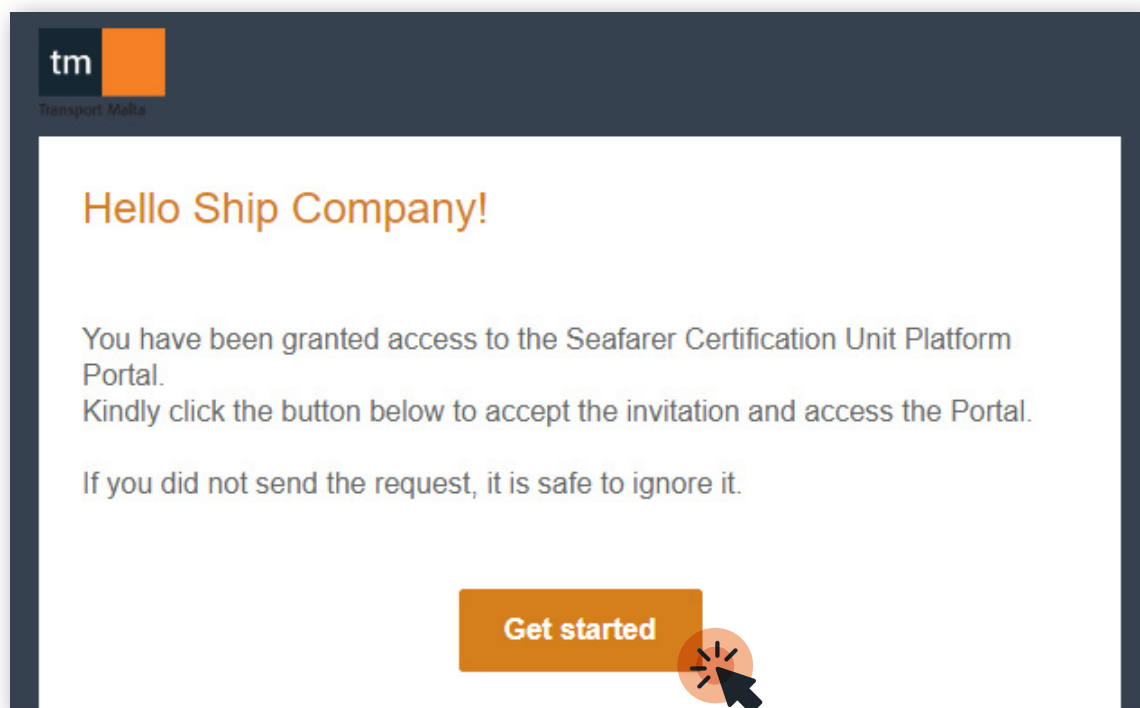 tm
Transport Malta
Hello Ship Company!
You have been granted access to the Seafarer Certification Unit Platform
Portal.
Kindly click the button below to accept the invitation and access the Portal.
If you did not send the request, it is safe to ignore it.
Get started